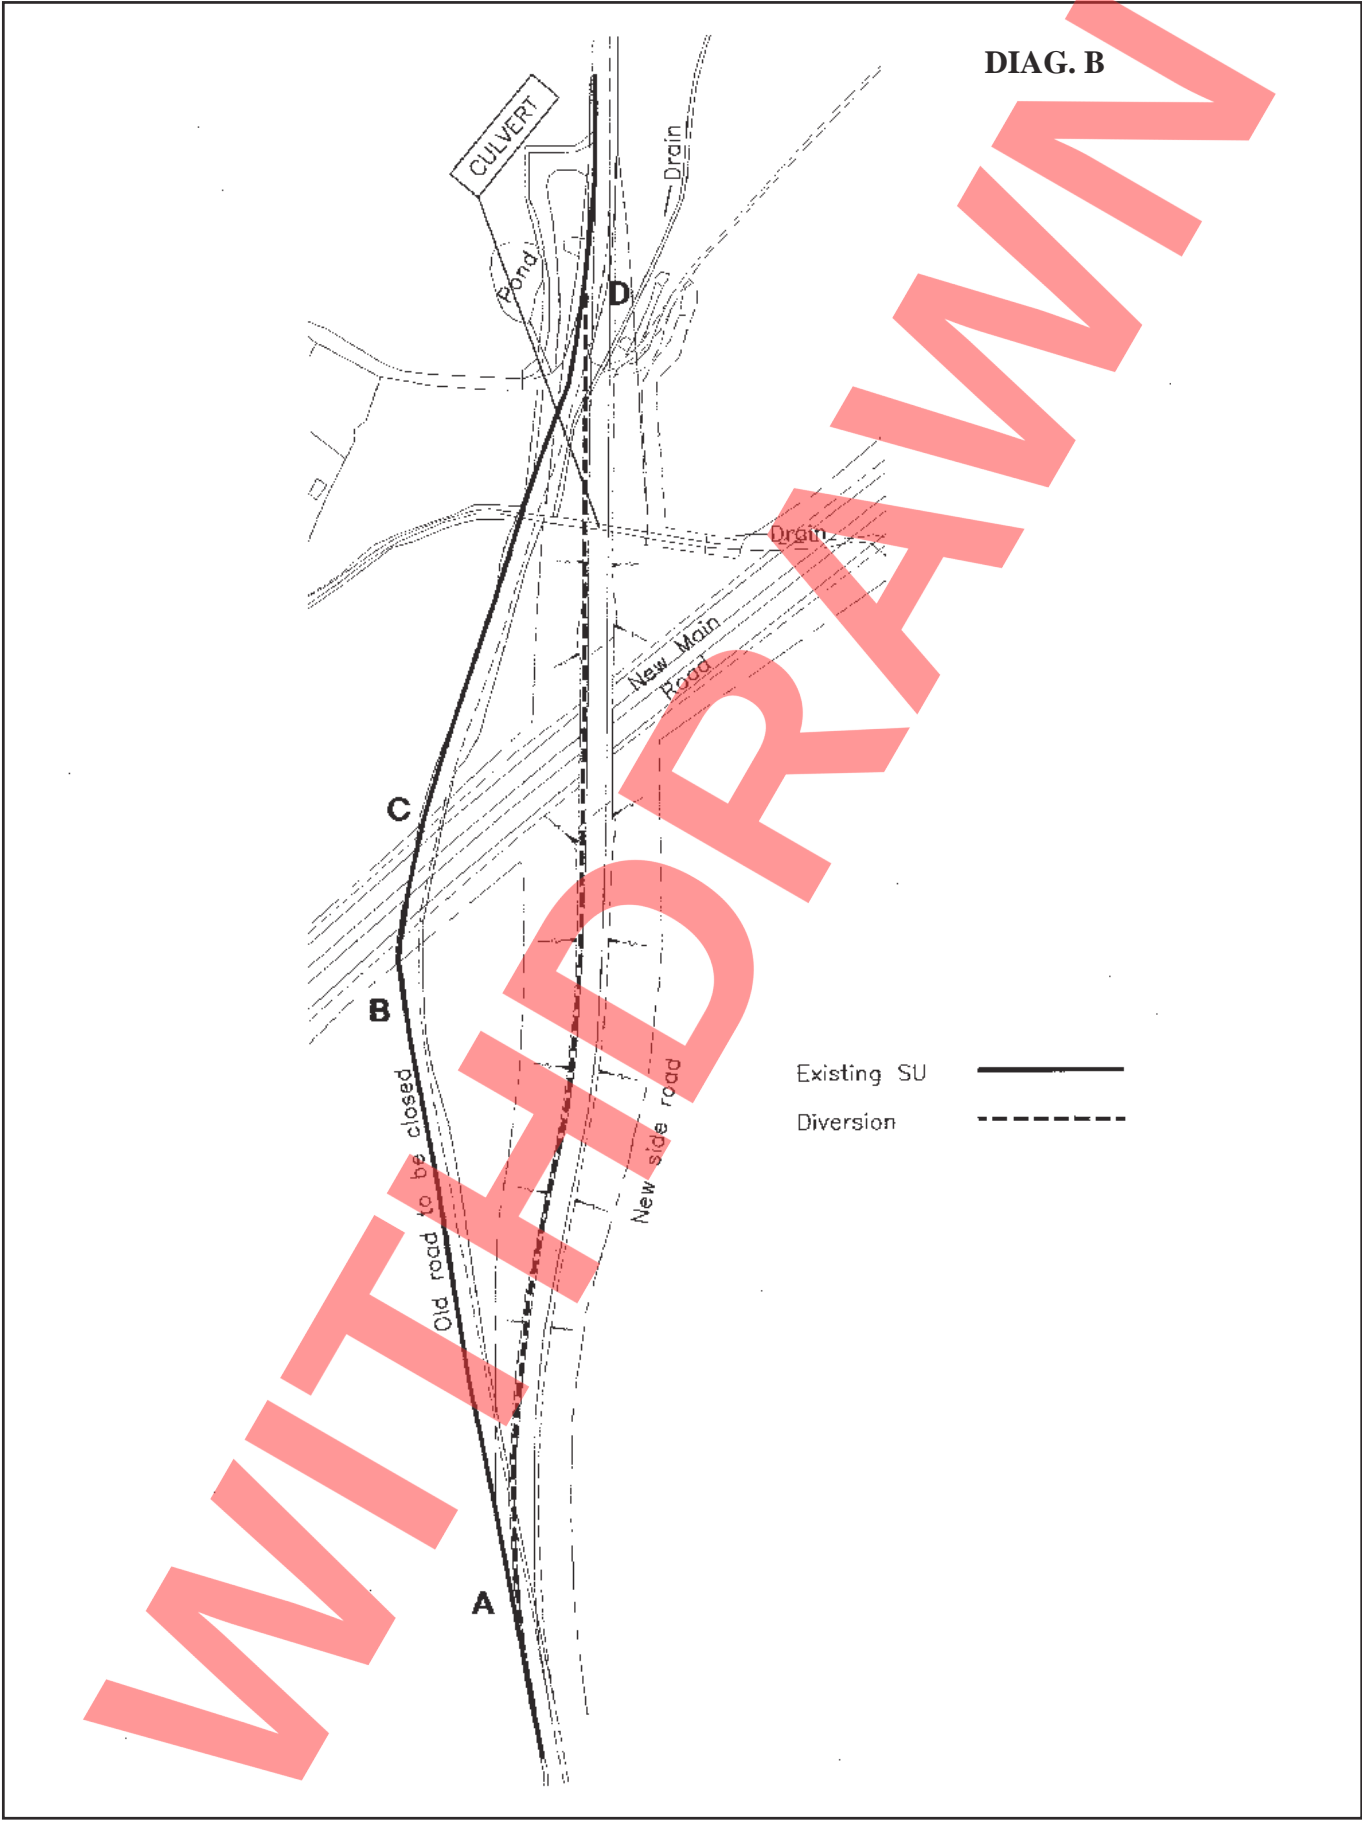 DIAG. B
CULVERT
Drain
Pond
D
Drain
New Main
Road
C
B
Existing SU
Diversion
Old road to be closed
New side road
A
WITHDRAWN